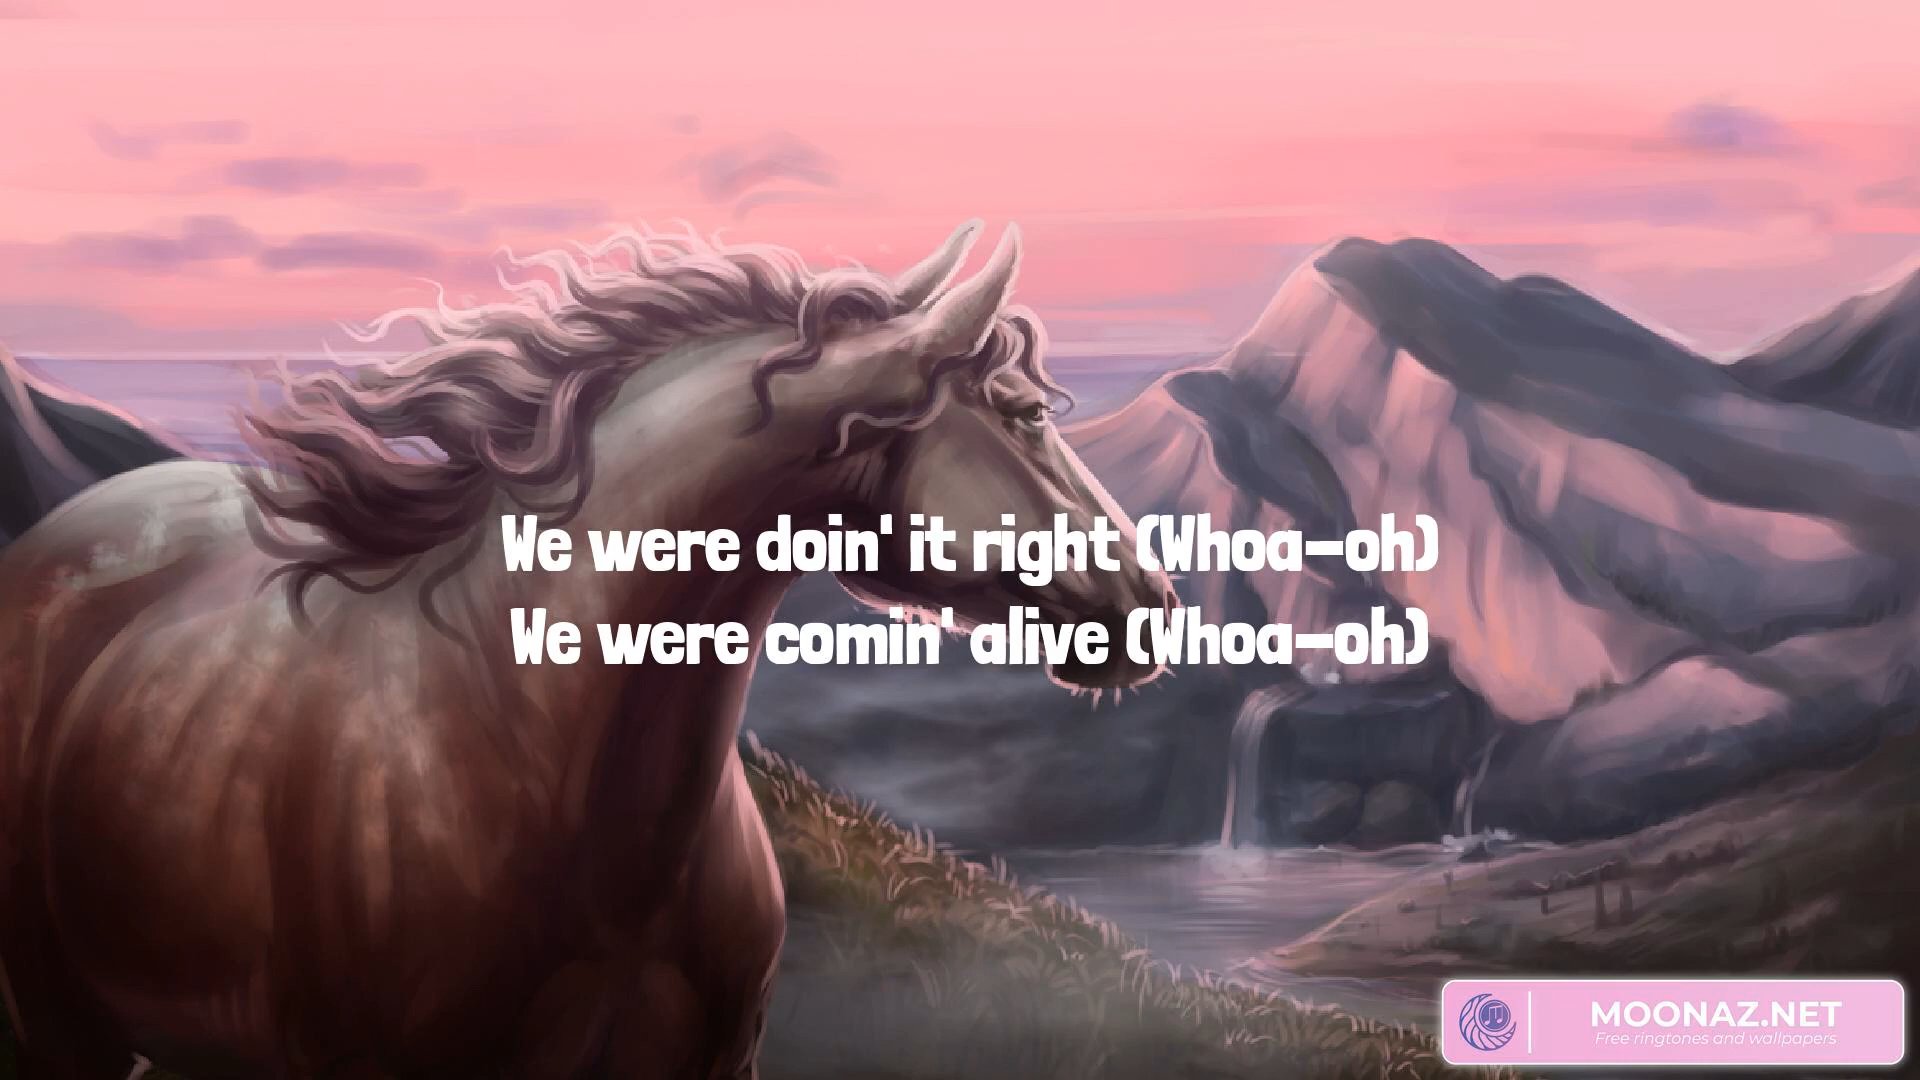 We were doin' it right (Whoa-oh)
We were comin' alive (Whoa-oh)
MOONAZ.NET
Free ringtones and wallpapers